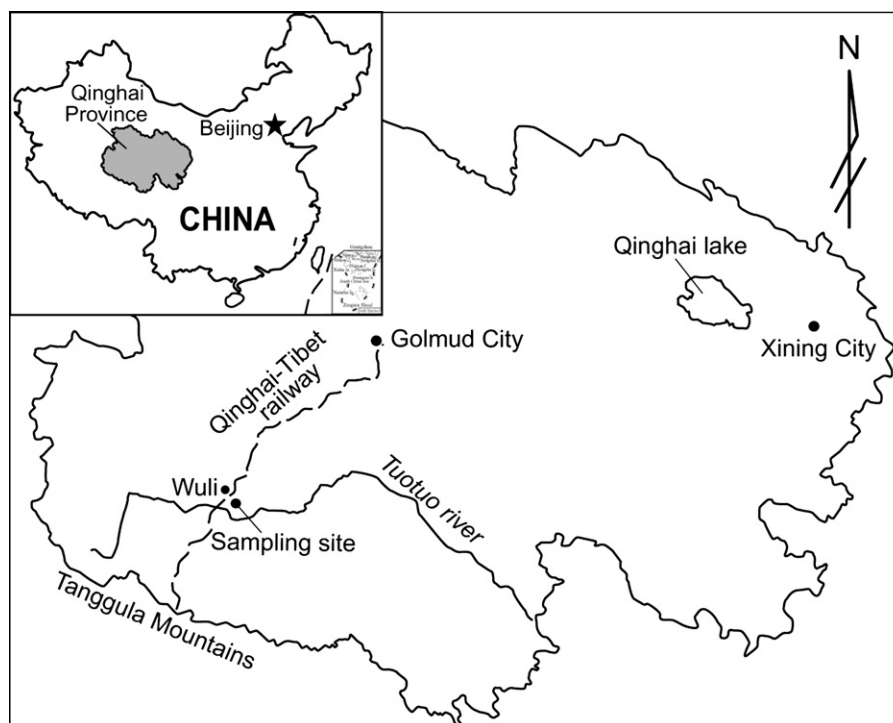 Qinghai
Province
Beijing
CHINA
N
Qinghai lake
Xining City
Golmud City
Qinghai-Tibet
railway
Wuli
Sampling site
Tuotuo river
Tanggula Mountains